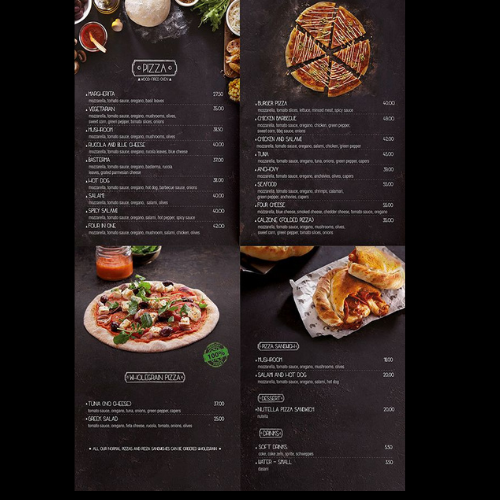 PIZZA
WOOD FIRED OVEN
MARGHERITA 27.00
mozzarella, tomato sauce, oregano, basil leaves
VEGETARIAN 35.00
mozzarella, tomato sauce, oregano, mushrooms, olives,
sweet corn, green pepper, tomato slices, onions
MUSHROOM 38.50
mozzarella, tomato sauce, oregano, mushrooms, olives
RUCOLA AND BLUE CHEESE 40.00
mozzarella, tomato sauce, oregano, rucola leaves, blue cheese
BASTERMA 37.00
mozzarella, tomato sauce, oregano, basterma, rucola
leaves, grated parmesan cheese
HOT DOG 38.00
mozzarella, tomato sauce, oregano, hot dog, barbecue sauce, onions
SALAMI 40.00
mozzarella, tomato sauce, oregano, salami, olives
SPICY SALAMI 40.00
mozzarella, tomato sauce, oregano, salami, hot pepper, spicy sauce
FOUR IN ONE 42.00
mozzarella, tomato sauce, oregano, mushroom, salami, chicken, olives
BURGER PIZZA 40.00
mozzarella, tomato slices, lettuce, minced meat, spicy sauce
CHICKEN BARBECUE 49.00
mozzarella, tomato sauce, oregano, chicken, green pepper,
sweet corn, bbq sauce, onions
CHICKEN AND SALAMI 42.00
mozzarella, tomato sauce, oregano, salami, chicken, green pepper
TUNA 40.00
mozzarella, tomato sauce, oregano, tuna, onions, green pepper, capers
ANCHOVY 39.00
mozzarella, tomato sauce, oregano, anchovies, olives, capers
SEAFOOD 55.00
mozzarella, tomato sauce, oregano, shrimps, calamari,
green pepper, anchovies, capers
FOUR CHEESE 56.00
mozzarella, blue cheese, smoked cheese, cheddar cheese, tomato sauce, oregano
CALZONE (FOLDED PIZZA) 35.00
mozzarella, tomato sauce, oregano, mushrooms, olives,
sweet corn, green pepper, tomato slices, onions
100%
WHOLEGRAIN PIZZA
TUNA (NO CHEESE) 37.00
tomato sauce, oregano, tuna, onions, green pepper, capers
GREEK SALAD 25.00
tomato sauce, oregano, feta cheese, rucola, tomato, onions, olives
ALL OUR NORMAL PIZZAS AND PIZZA SANDWICHES CAN BE ORDERED WHOLEGRAIN
PIZZA SANDWICH
MUSHROOM 18.00
mozzarella, tomato sauce, oregano, mushrooms, olives
SALAMI AND HOT DOG 20.00
mozzarella, tomato sauce, oregano, salami, hot dog
DESSERT
NUTELLA PIZZA SANDWICH 20.00
nutella
DRINKS
SOFT DRINKS 5.50
coke, coke zero, sprite, schweppes
WATER - SMALL 3.50
dasani